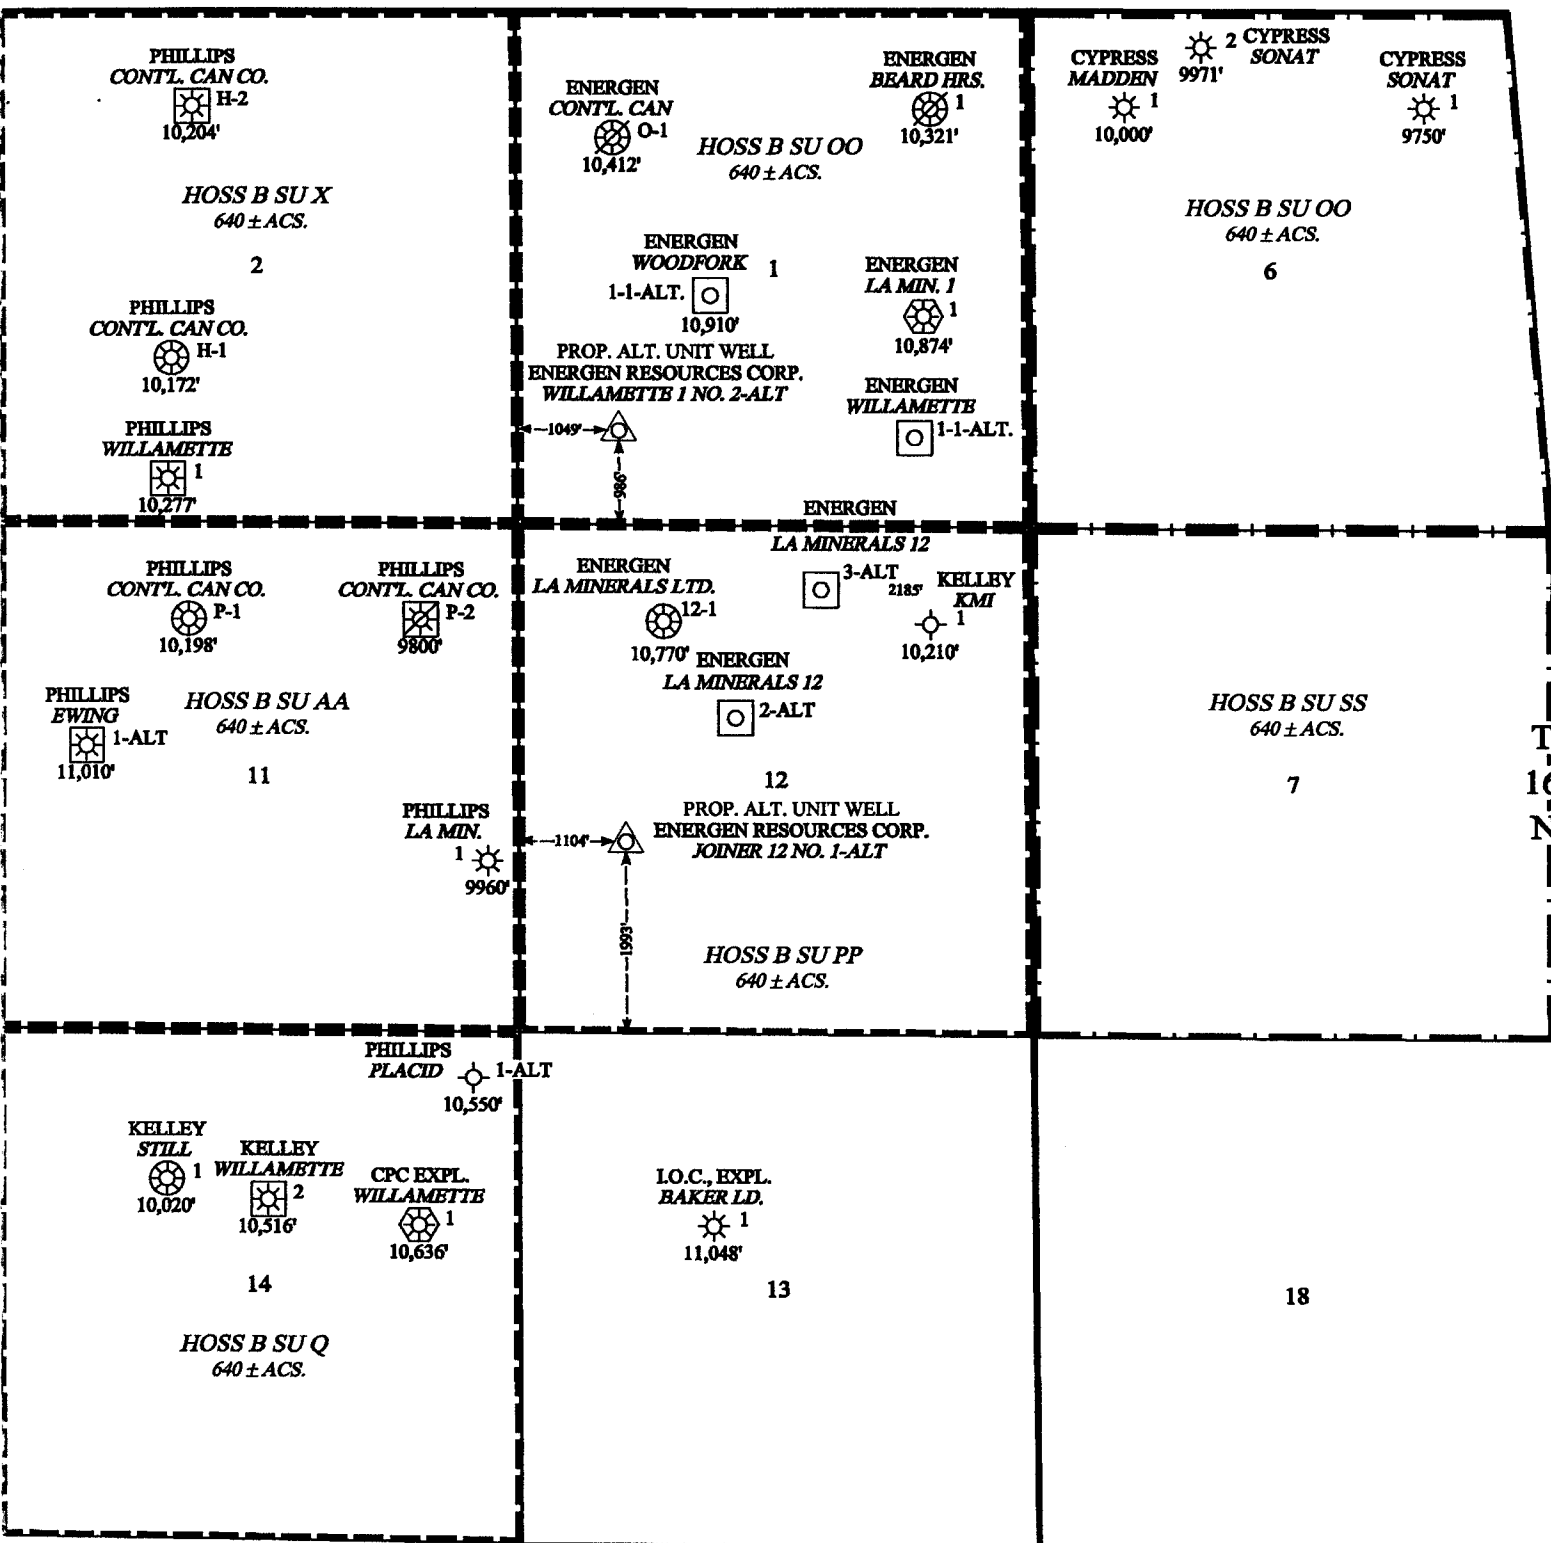 PHILLIPS
CONT'L. CAN CO.
H-2
10,204'
HOSS B SU X
640 ± ACS.
2
PHILLIPS
CONT'L. CAN CO.
H-1
10,172'
PHILLIPS
WILLAMETTE
1
10,277'
ENERGEN
CONT'L. CAN
O-1
10,412'
HOSS B SU OO
640 ± ACS.
ENERGEN
BEARD HRS.
1
10,321'
ENERGEN
WOODFORK
1-1-ALT.
10,910'
1
ENERGEN
LA MIN. 1
1
10,874'
PROP. ALT. UNIT WELL
ENERGEN RESOURCES CORP.
WILLAMETTE 1 NO. 2-ALT
1049'
986'
ENERGEN
WILLAMETTE
1-1-ALT.
CYPRESS
MADDEN
1
10,000'
2 CYPRESS
SONAT
9971'
CYPRESS
SONAT
1
9750'
HOSS B SU OO
640 ± ACS.
6
PHILLIPS
CONT'L. CAN CO.
P-1
10,198'
PHILLIPS
CONT'L. CAN CO.
P-2
9800'
PHILLIPS
EWING
1-ALT
11,010'
HOSS B SU AA
640 ± ACS.
11
PHILLIPS
LA MIN.
1
9960'
ENERGEN
LA MINERALS 12
3-ALT
2185'
ENERGEN
LA MINERALS LTD.
12-1
10,770'
KELLEY
KMI
1
10,210'
ENERGEN
LA MINERALS 12
2-ALT
12
PROP. ALT. UNIT WELL
ENERGEN RESOURCES CORP.
JOINER 12 NO. 1-ALT
1104'
1993'
HOSS B SU PP
640 ± ACS.
HOSS B SU SS
640 ± ACS.
7
T
16
N
PHILLIPS
PLACID
1-ALT
10,550'
KELLEY
STILL
1
10,020'
KELLEY
WILLAMETTE
2
10,516'
CPC EXPL.
WILLAMETTE
1
10,636'
14
HOSS B SU Q
640 ± ACS.
I.O.C., EXPL.
BAKER LD.
1
11,048'
13
18